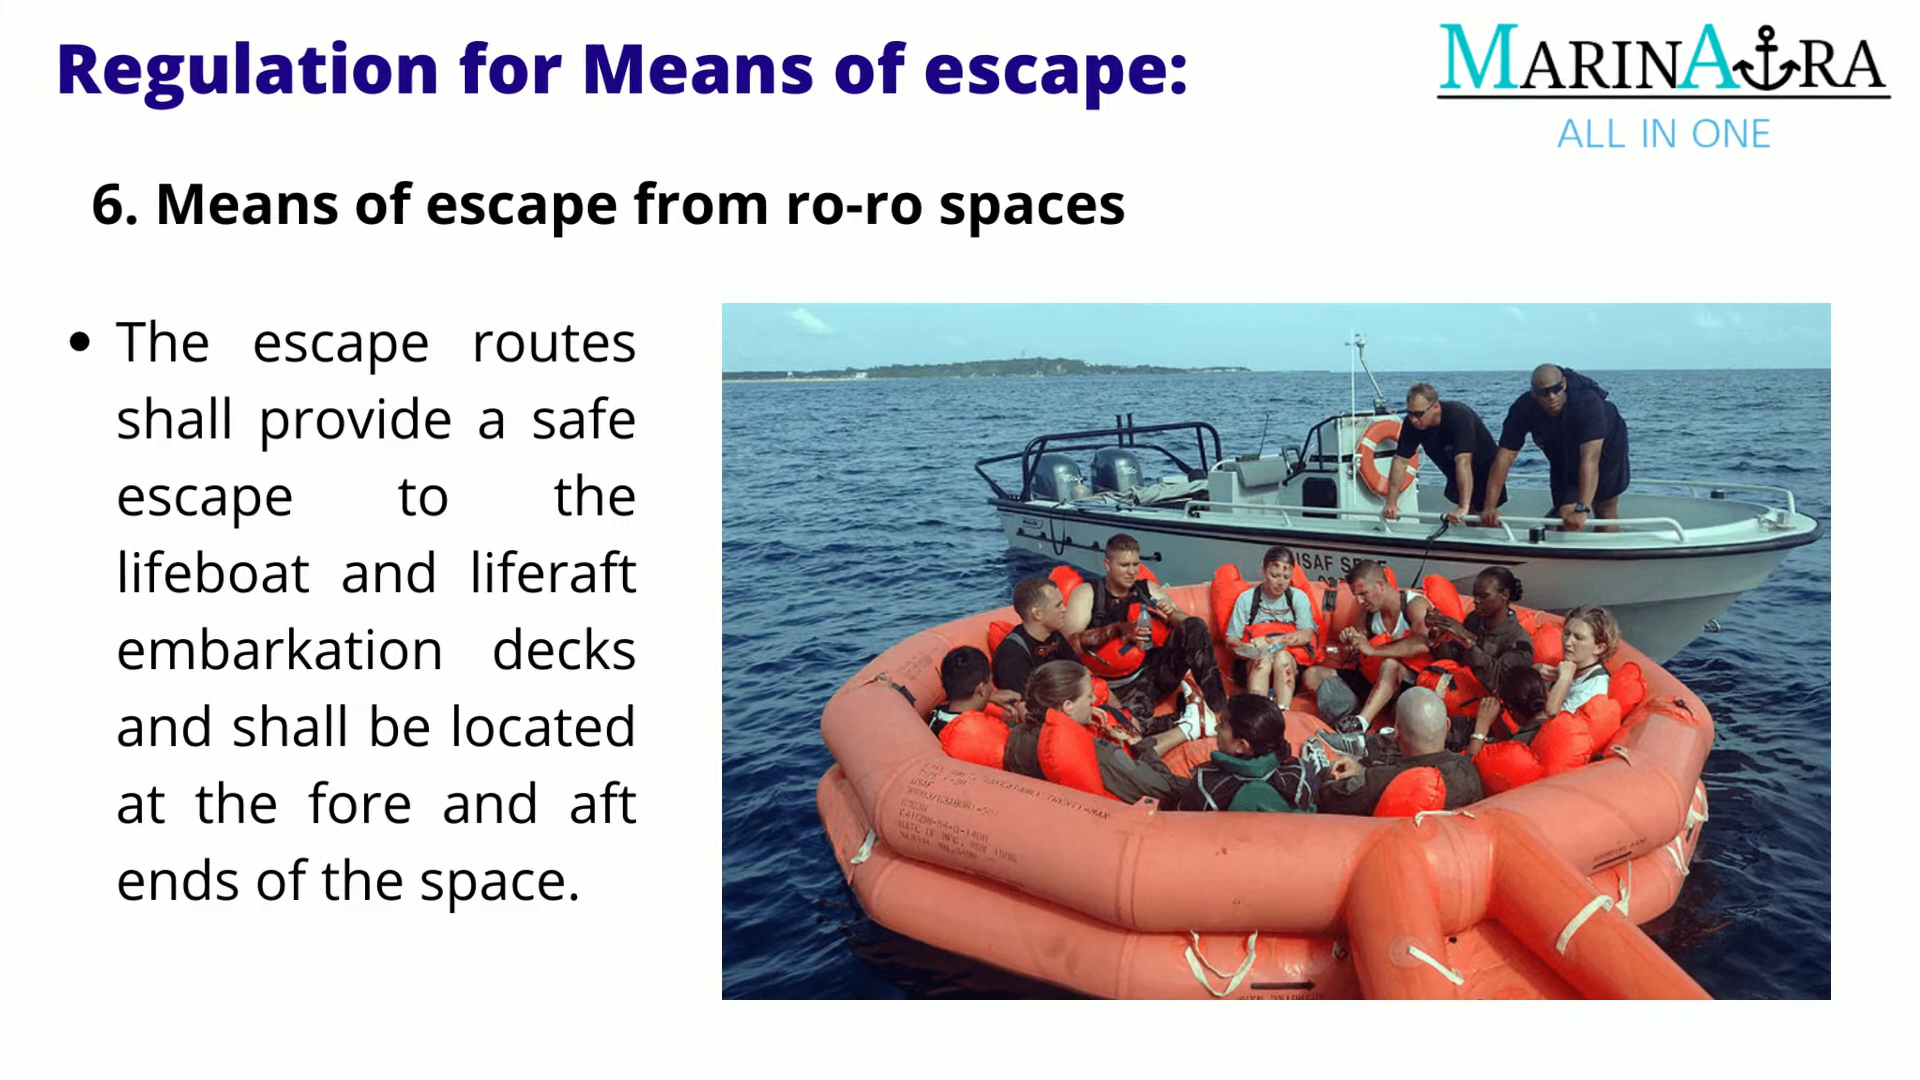 Regulation for Means of escape:
MARINAURA
ALL IN ONE
6. Means of escape from ro-ro spaces
• The escape routes
shall provide a safe
escape to the
lifeboat and liferaft
embarkation decks
and shall be located
at the fore and aft
ends of the space.
USAF